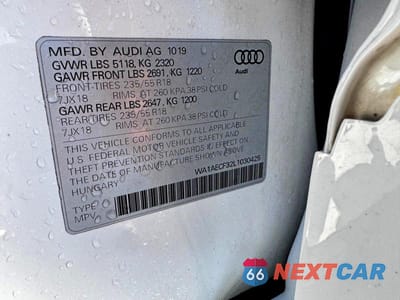 MFD. BY AUDI AG 10 19
GVWR LBS 5118, KG 2320
GAWR FRONT LBS 2691, KG 1220
FRONT-TIRES 235/55 R18
7JX18 RIMS, AT 260 KPA 38 PSI COLD
GAWR REAR LBS 2647, KG 1200
REAR TIRES 235/55 R18
7JX18 RIMS, AT 260 KPA 38 PSI COLD
THIS VEHICLE CONFORMS TO ALL APPLICABLE
U.S. FEDERAL MOTOR VEHICLE SAFETY AND
THEFT PREVENTION STANDARDS IN EFFECT ON THE
DATE OF MANUFACTURE SHOWN ABOVE
HUNGARY
WA1AECF32L1030425
TYPE
MPV
Audi
66 NEXTCAR